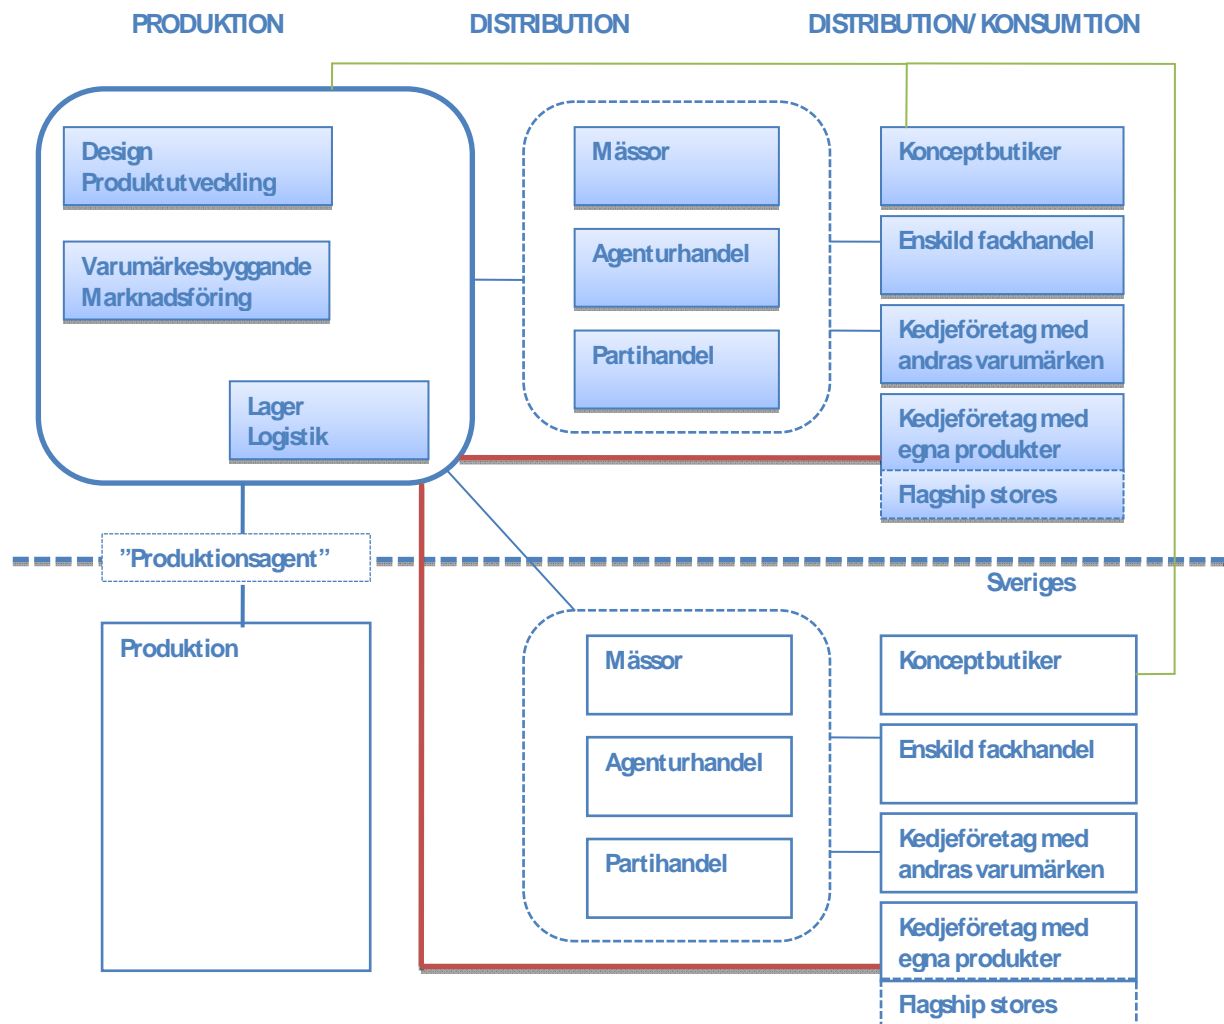 PRODUKTION
DISTRIBUTION
DISTRIBUTION/KONSUMTION
Design
Produktutveckling
Varumärkesbyggande
Marknadsföring
Lager
Logistik
Mässor
Agenturhandel
Partihandel
Konceptbutiker
Enskild fackhandel
Kedjeföretag med
andras varumärken
Kedjeföretag med
egna produkter
Flagship stores
”Produktionsagent”
Sveriges
Produktion
Mässor
Agenturhandel
Partihandel
Konceptbutiker
Enskild fackhandel
Kedjeföretag med
andras varumärken
Kedjeföretag med
egna produkter
Flagship stores